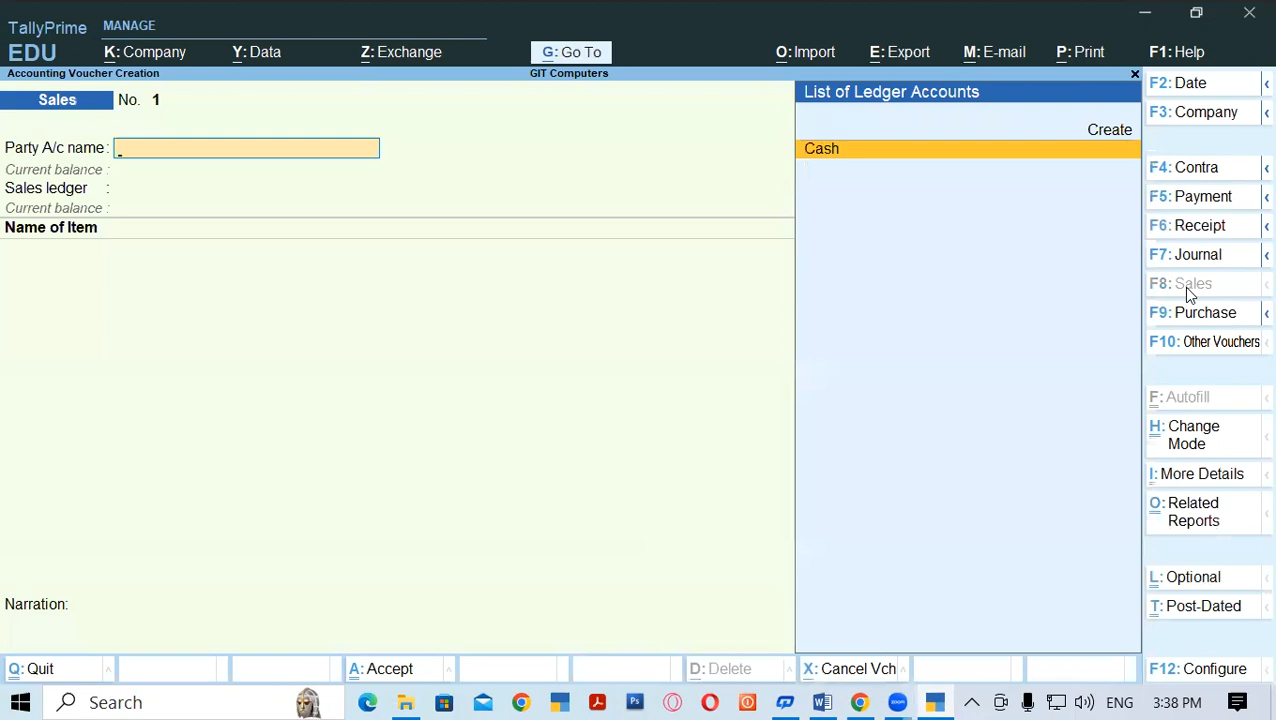 TallyPrime MANAGE
EDU K: Company Y: Data Z: Exchange G: Go To O: Import E: Export M: E-mail P: Print F1: Help
Accounting Voucher Creation GIT Computers
Sales No. 1
Party A/c name :
Current balance :
Sales ledger :
Current balance :
Name of Item
Narration:
List of Ledger Accounts
Create
Cash
F2: Date
F3: Company
F4: Contra
F5: Payment
F6: Receipt
F7: Journal
F8: Sales
F9: Purchase
F10: Other Vouchers
F: Autofill
H: Change
Mode
I: More Details
O: Related
Reports
L: Optional
T: Post-Dated
Q: Quit A: Accept D: Delete X: Cancel Vch F12: Configure
Search ENG 3:38 PM